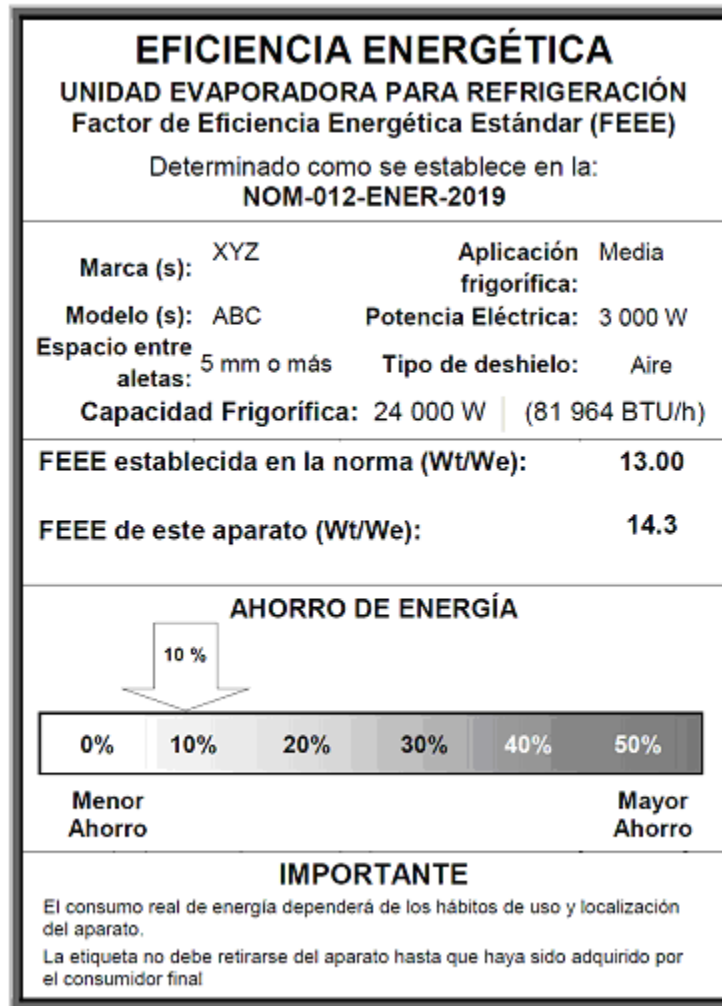 EFICIENCIA ENERGÉTICA
UNIDAD EVAPORADORA PARA REFRIGERACIÓN
Factor de Eficiencia Energética Estándar (FEEE)
Determinado como se establece en la:
NOM-012-ENER-2019
Marca (s): XYZ
Aplicación frigorífica: Media
Modelo (s): ABC
Potencia Eléctrica: 3 000 W
Espacio entre aletas: 5 mm o más
Tipo de deshielo: Aire
Capacidad Frigorífica: 24 000 W (81 964 BTU/h)
FEEE establecida en la norma (Wt/We): 13.00
FEEE de este aparato (Wt/We): 14.3
AHORRO DE ENERGÍA
10 %
0% 10% 20% 30% 40% 50%
Menor Ahorro
Mayor Ahorro
IMPORTANTE
El consumo real de energía dependerá de los hábitos de uso y localización
del aparato.
La etiqueta no debe retirarse del aparato hasta que haya sido adquirido por
el consumidor final